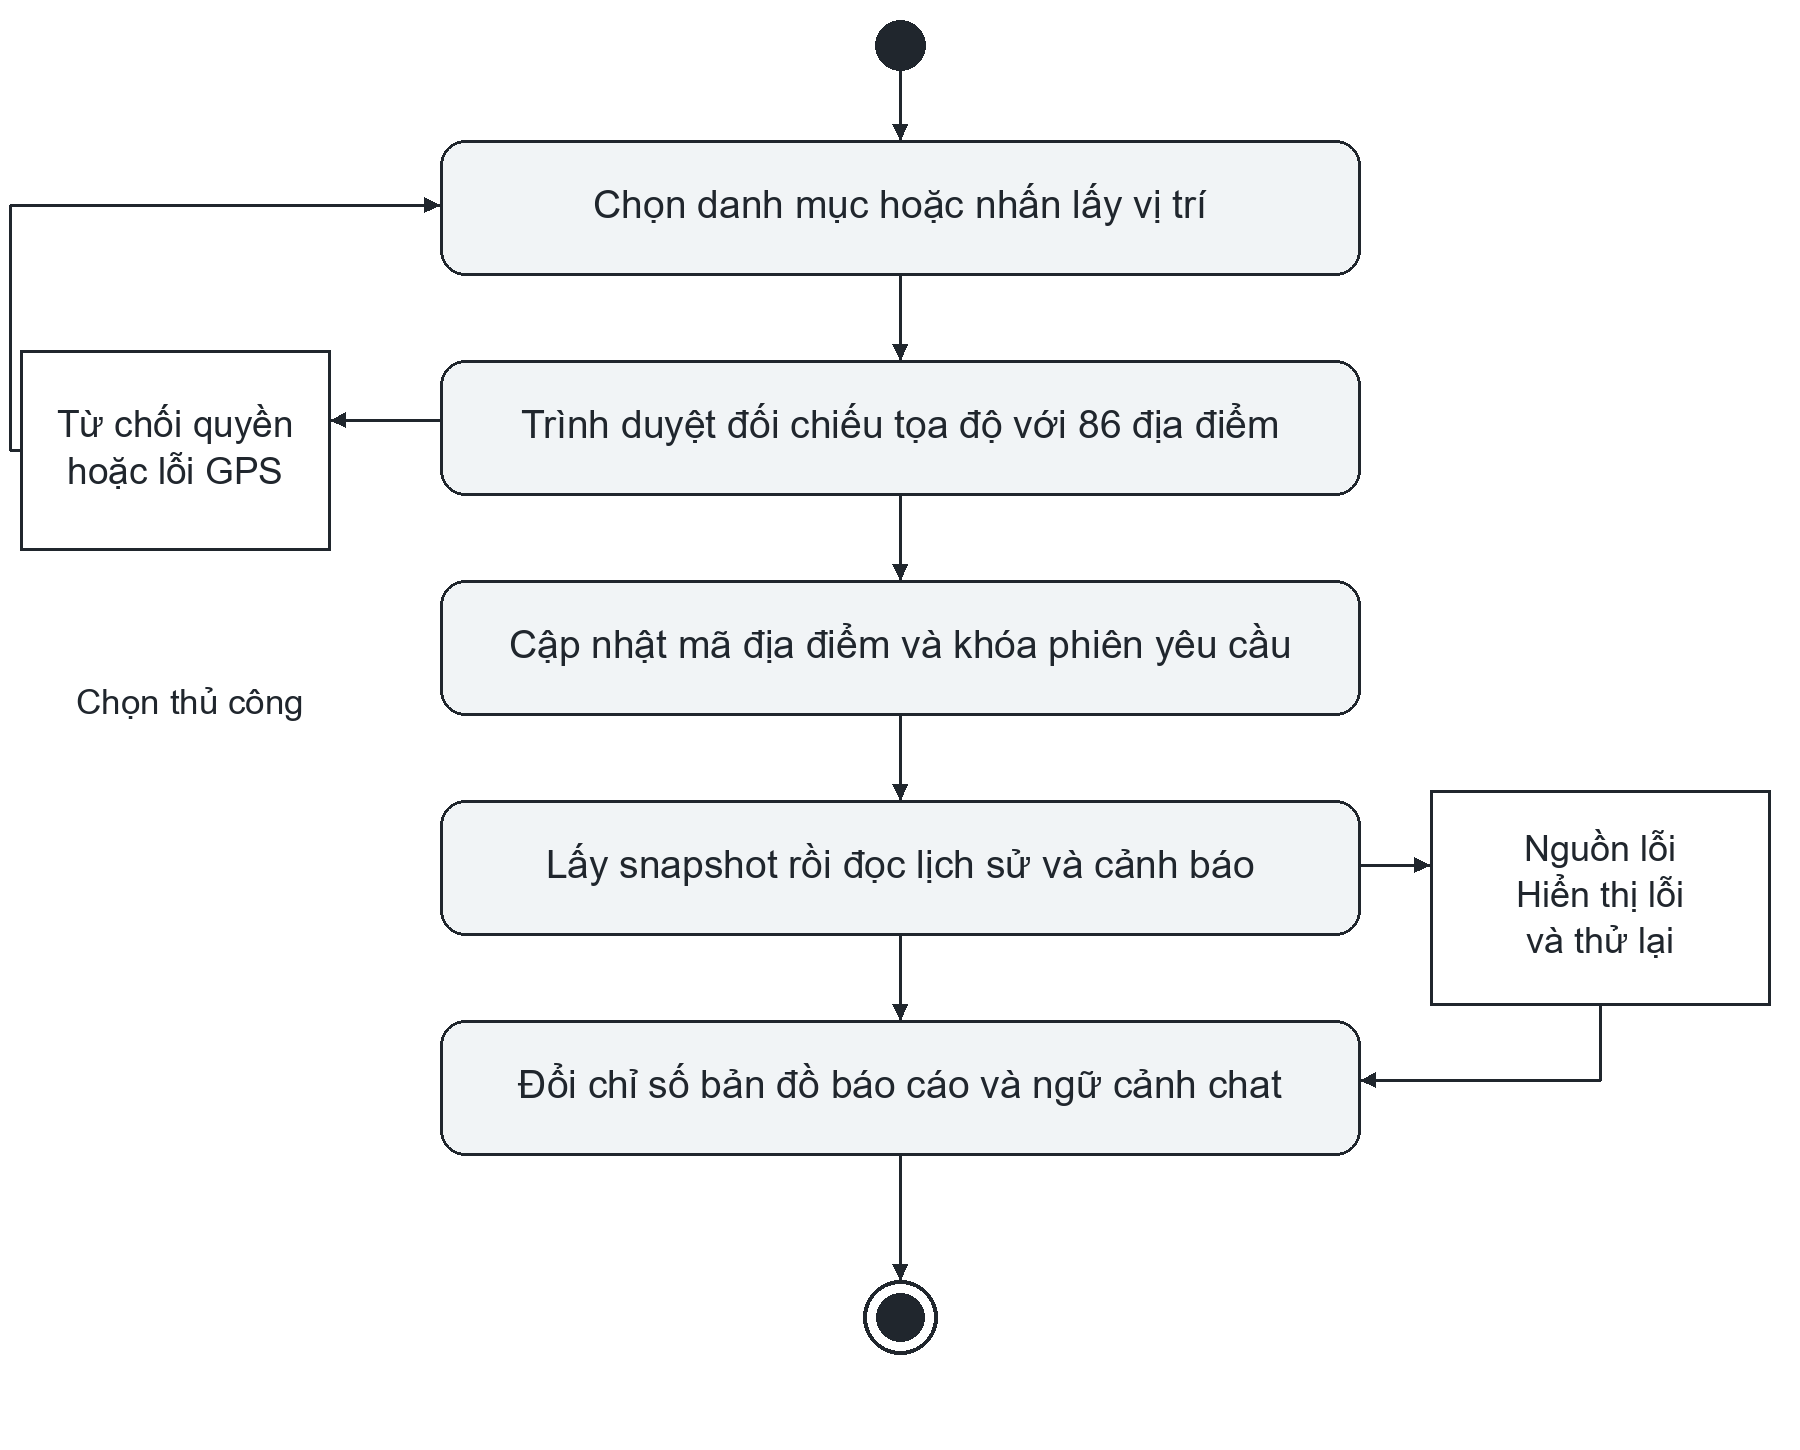 Chọn danh mục hoặc nhấn lấy vị trí
Từ chối quyền
hoặc lỗi GPS
Trình duyệt đối chiếu tọa độ với 86 địa điểm
Cập nhật mã địa điểm và khóa phiên yêu cầu
Chọn thủ công
Lấy snapshot rồi đọc lịch sử và cảnh báo
Nguồn lỗi
Hiển thị lỗi
và thử lại
Đổi chỉ số bản đồ báo cáo và ngữ cảnh chat